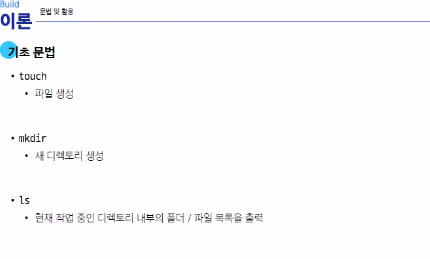 Build
이론
문법 및 활용
기초 문법
• touch
• 파일 생성
• mkdir
• 새 디렉토리 생성
• ls
• 현재 작업 중인 디렉토리 내부의 폴더 / 파일 목록을 출력